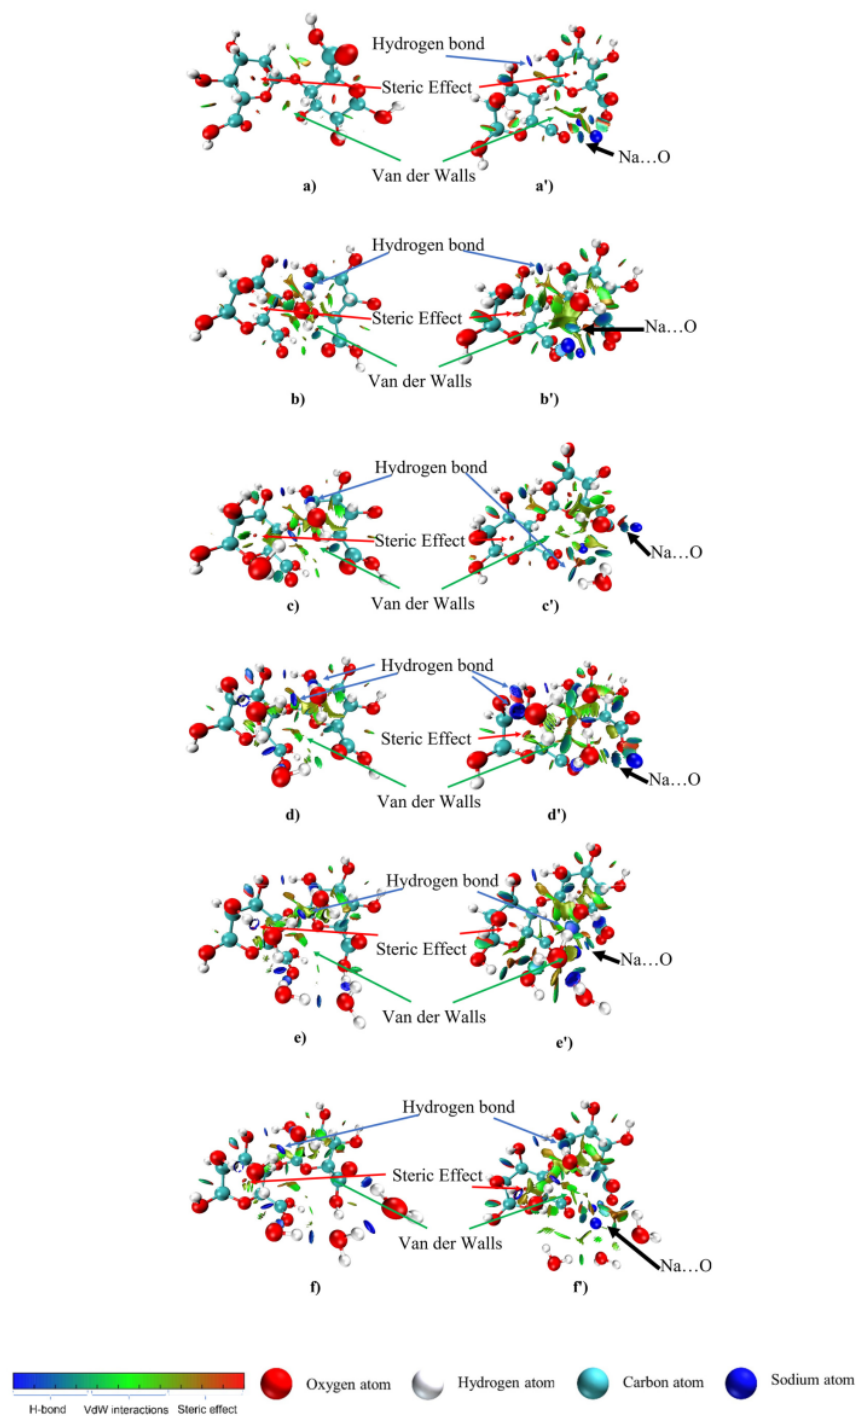 Hydrogen bond
Steric Effect
Van der Walls
Na...O
a)
a')
Hydrogen bond
Steric Effect
Na...O
Van der Walls
b)
b')
Hydrogen bond
Steric Effect
Na...O
Van der Walls
c)
c')
Hydrogen bond
Steric Effect
Na...O
Van der Walls
d)
d')
Hydrogen bond
Steric Effect
Na...O
Van der Walls
e)
e')
Hydrogen bond
Steric Effect
Van der Walls
Na...O
f)
f')
Oxygen atom
Hydrogen atom
Carbon atom
Sodium atom
H-bond VdW interactions Steric effect